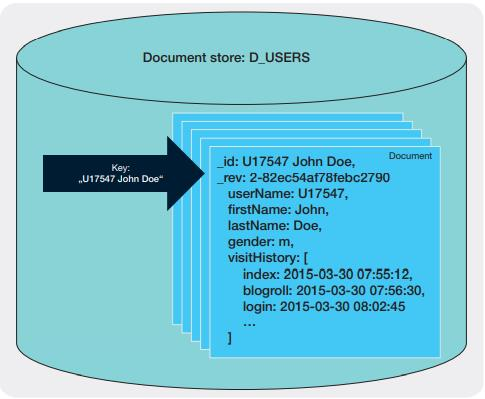 Document store: D_USERS
Key:
„U17547 John Doe“
Document
_id: U17547 John Doe,
_rev: 2-82ec54af78febc2790
userName: U17547,
firstName: John,
lastName: Doe,
gender: m,
visitHistory: [
index: 2015-03-30 07:55:12,
blogroll: 2015-03-30 07:56:30,
login: 2015-03-30 08:02:45
…
]